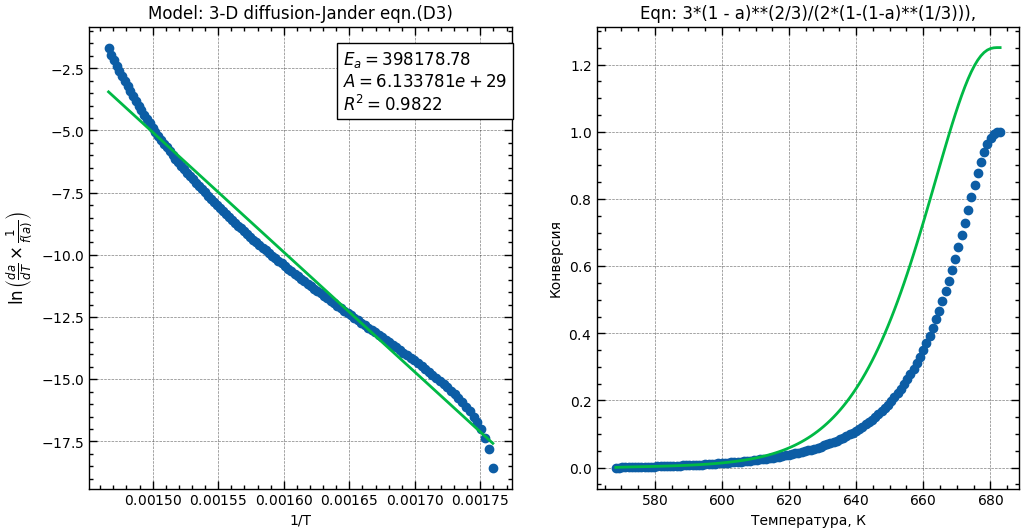 Model: 3-D diffusion-Jander eqn.(D3)
E_a = 398178.78
A = 6.133781e + 29
R^2 = 0.9822
−2.5
−5.0
−7.5
−10.0
−12.5
−15.0
−17.5
ln (da/dT × 1/f(a))
0.00150 0.00155 0.00160 0.00165 0.00170 0.00175
1/T
Eqn: 3*(1 - a)**(2/3)/(2*(1-(1-a)**(1/3))),
1.2
1.0
0.8
0.6
0.4
0.2
0.0
Конверсия
580 600 620 640 660 680
Температура, К